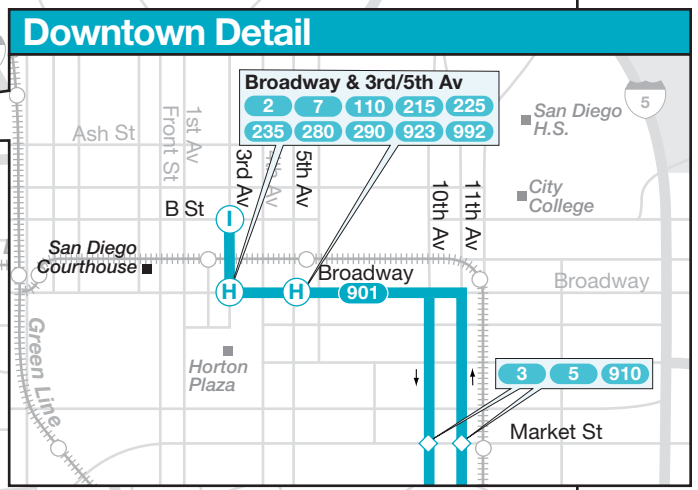 Downtown Detail
Broadway & 3rd/5th Av
2 7 110 215 225
235 280 290 923 992
5
San Diego
H.S.
Ash St
Front St
1st Av
3rd Av
5th Av
10th Av
11th Av
City
College
B St
I
San Diego
Courthouse
H
H
Broadway
901
Broadway
Green Line
Horton
Plaza
3 5 910
Market St